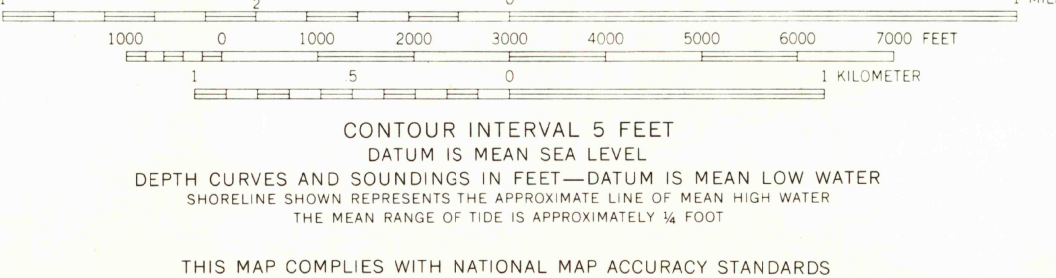 1 2 0 1
1000 0 1000 2000 3000 4000 5000 6000 7000 FEET
1 .5 0 1 KILOMETER
CONTOUR INTERVAL 5 FEET
DATUM IS MEAN SEA LEVEL
DEPTH CURVES AND SOUNDINGS IN FEET—DATUM IS MEAN LOW WATER
SHORELINE SHOWN REPRESENTS THE APPROXIMATE LINE OF MEAN HIGH WATER
THE MEAN RANGE OF TIDE IS APPROXIMATELY ¼ FOOT
THIS MAP COMPLIES WITH NATIONAL MAP ACCURACY STANDARDS